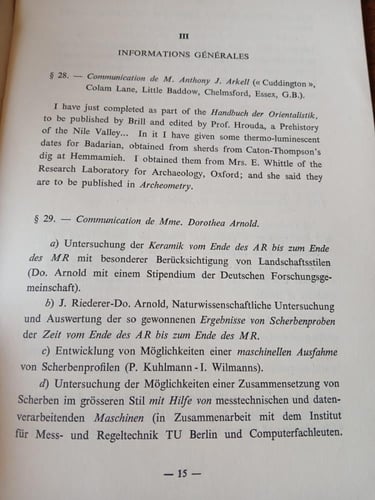 III
INFORMATIONS GÉNÉRALES
§ 28. — Communication de M. Anthony J. Arkell (« Cuddington »,
Colam Lane, Little Baddow, Chelmsford, Essex, G.B.).
I have just completed as part of the Handbuch der Orientalistik,
to be published by Brill and edited by Prof. Hrouda, a Prehistory
of the Nile Valley... In it I have given some thermo-luminescent
dates for Badarian, obtained from sherds from Caton-Thompson's
dig at Hemmamieh. I obtained them from Mrs. E. Whittle of the
Research Laboratory for Archaeology, Oxford; and she said they
are to be published in Archeometry.
§ 29. — Communication de Mme. Dorothea Arnold.
a) Untersuchung der Keramik vom Ende des AR bis zum Ende
des MR mit besonderer Berücksichtigung von Landschaftsstilen
(Do. Arnold mit einem Stipendium der Deutschen Forschungsge-
meinschaft).
b) J. Riederer-Do. Arnold, Naturwissenschaftliche Untersuchung
und Auswertung der so gewonnenen Ergebnisse von Scherbenproben
der Zeit vom Ende des AR bis zum Ende des MR.
c) Entwicklung von Möglichkeiten einer maschinellen Ausfahme
von Scherbenprofilen (P. Kuhlmann - I. Wilmanns).
d) Untersuchung der Möglichkeiten einer Zusammensetzung von
Scherben im grösseren Stil mit Hilfe von messtechnischen und daten-
verarbeitenden Maschinen (in Zusammenarbeit mit dem Institut
für Mess- und Regeltechnik TU Berlin und Computerfachleuten.
— 15 —